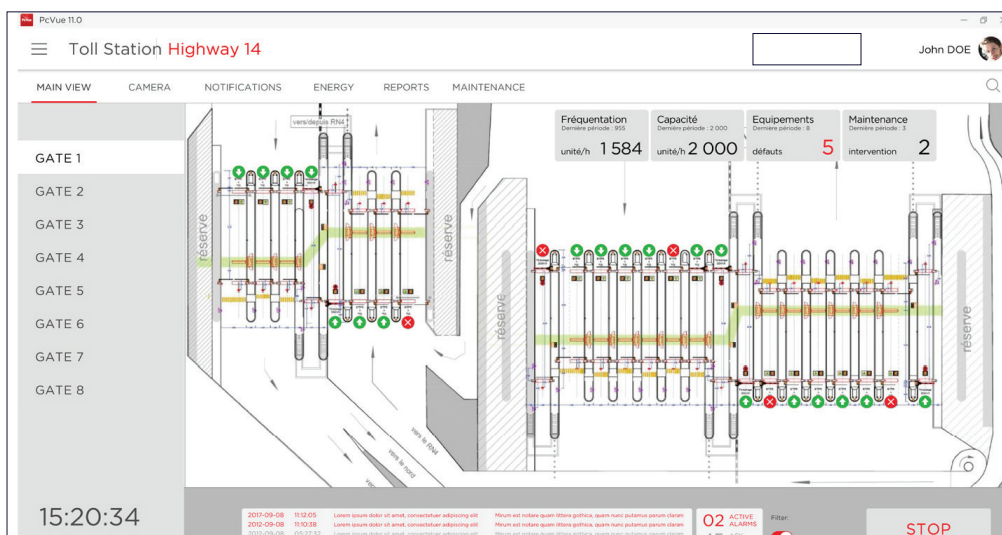 PcVue 11.0
Toll Station Highway 14
John DOE
MAIN VIEW
CAMERA
NOTIFICATIONS
ENERGY
REPORTS
MAINTENANCE
GATE 1
GATE 2
GATE 3
GATE 4
GATE 5
GATE 6
GATE 7
GATE 8
15:20:34
vers/depuis RN4
Fréquentation
Dernière période : 955
unité/h 1 584
Capacité
Dernière période : 2 000
unité/h 2 000
Equipements
Dernière période : 8
défauts 5
Maintenance
Dernière période : 3
intervention 2
réserve
réserve
réserve
réserve
vers le RN4
vers le nord
2017-09-08 11:12:05 Lorem ipsum dolor sit amet, consectetuer adipiscing elit Mirum est notare quam littera gothica, quam nunc putamus parum claram
2012-09-08 11:10:38 Lorem ipsum dolor sit amet, consectetuer adipiscing elit Mirum est notare quam littera gothica, quam nunc putamus parum claram
02 ACTIVE ALARMS
Filter:
STOP